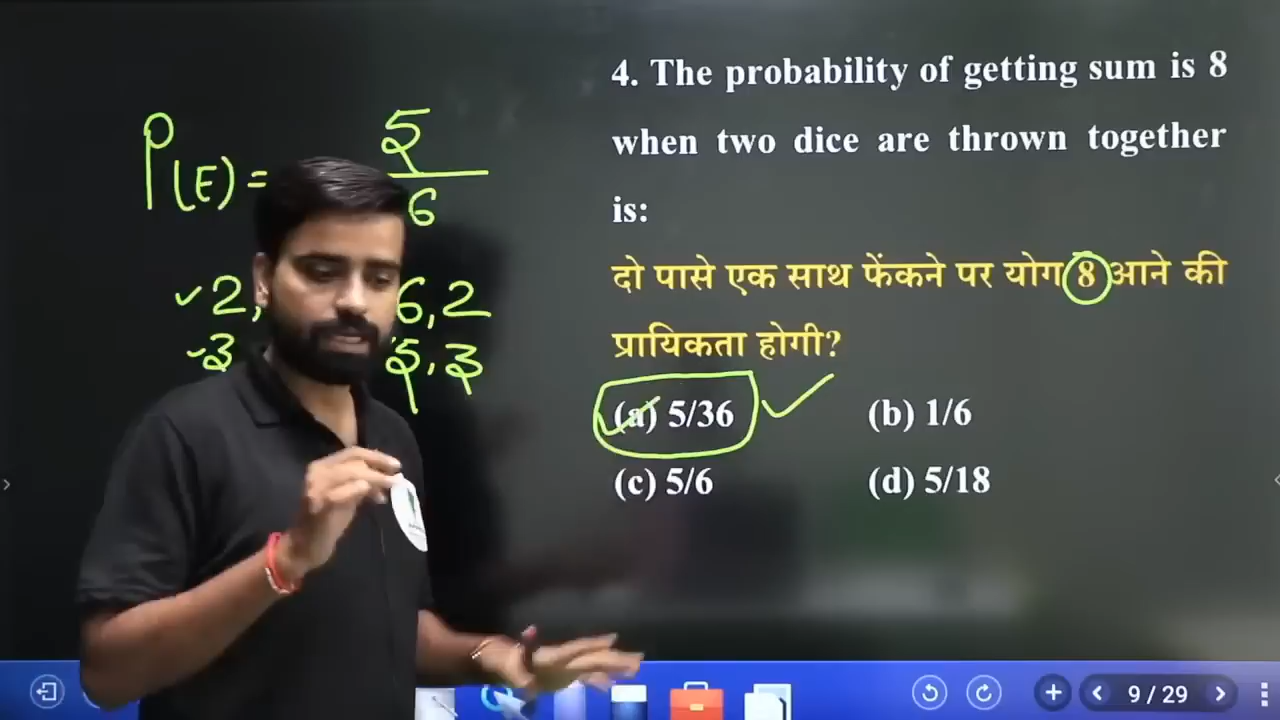 4. The probability of getting sum is 8
when two dice are thrown together
is:
दो पासे एक साथ फेंकने पर योग 8 आने की
प्रायिकता होगी?
(a) 5/36 (b) 1/6
(c) 5/6 (d) 5/18
P(E) = 5
6
2, 6,2
3 5,3
9 / 29